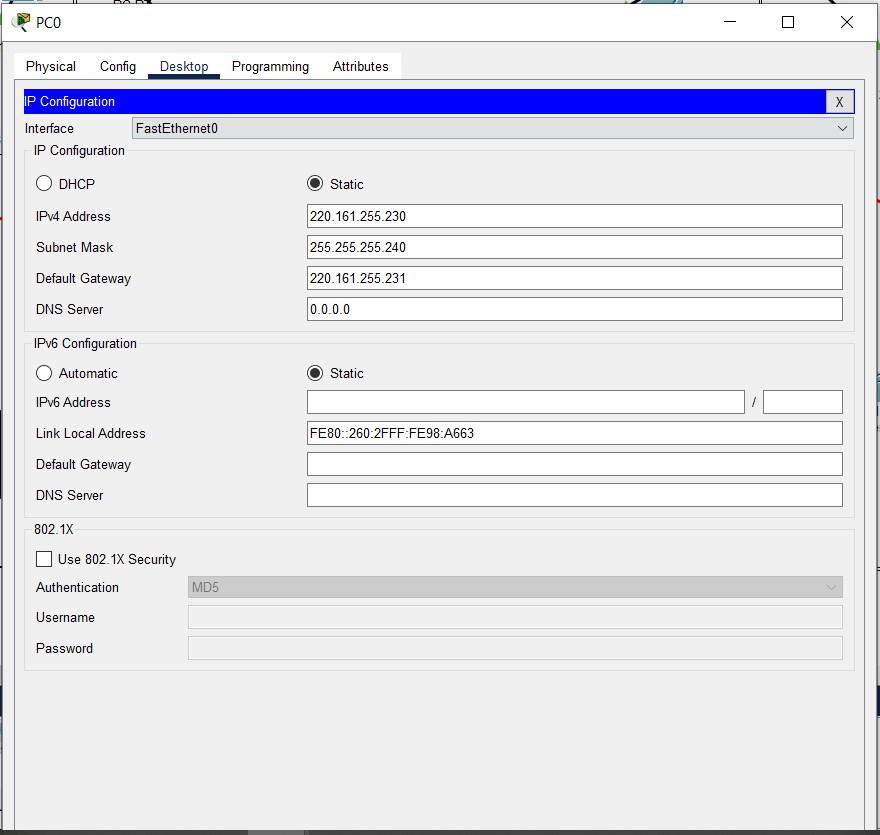 PC0
Physical Config Desktop Programming Attributes
IP Configuration X
Interface FastEthernet0
IP Configuration
DHCP Static
IPv4 Address 220.161.255.230
Subnet Mask 255.255.255.240
Default Gateway 220.161.255.231
DNS Server 0.0.0.0
IPv6 Configuration
Automatic Static
IPv6 Address /
Link Local Address FE80::260:2FFF:FE98:A663
Default Gateway
DNS Server
802.1X
Use 802.1X Security
Authentication MD5
Username
Password